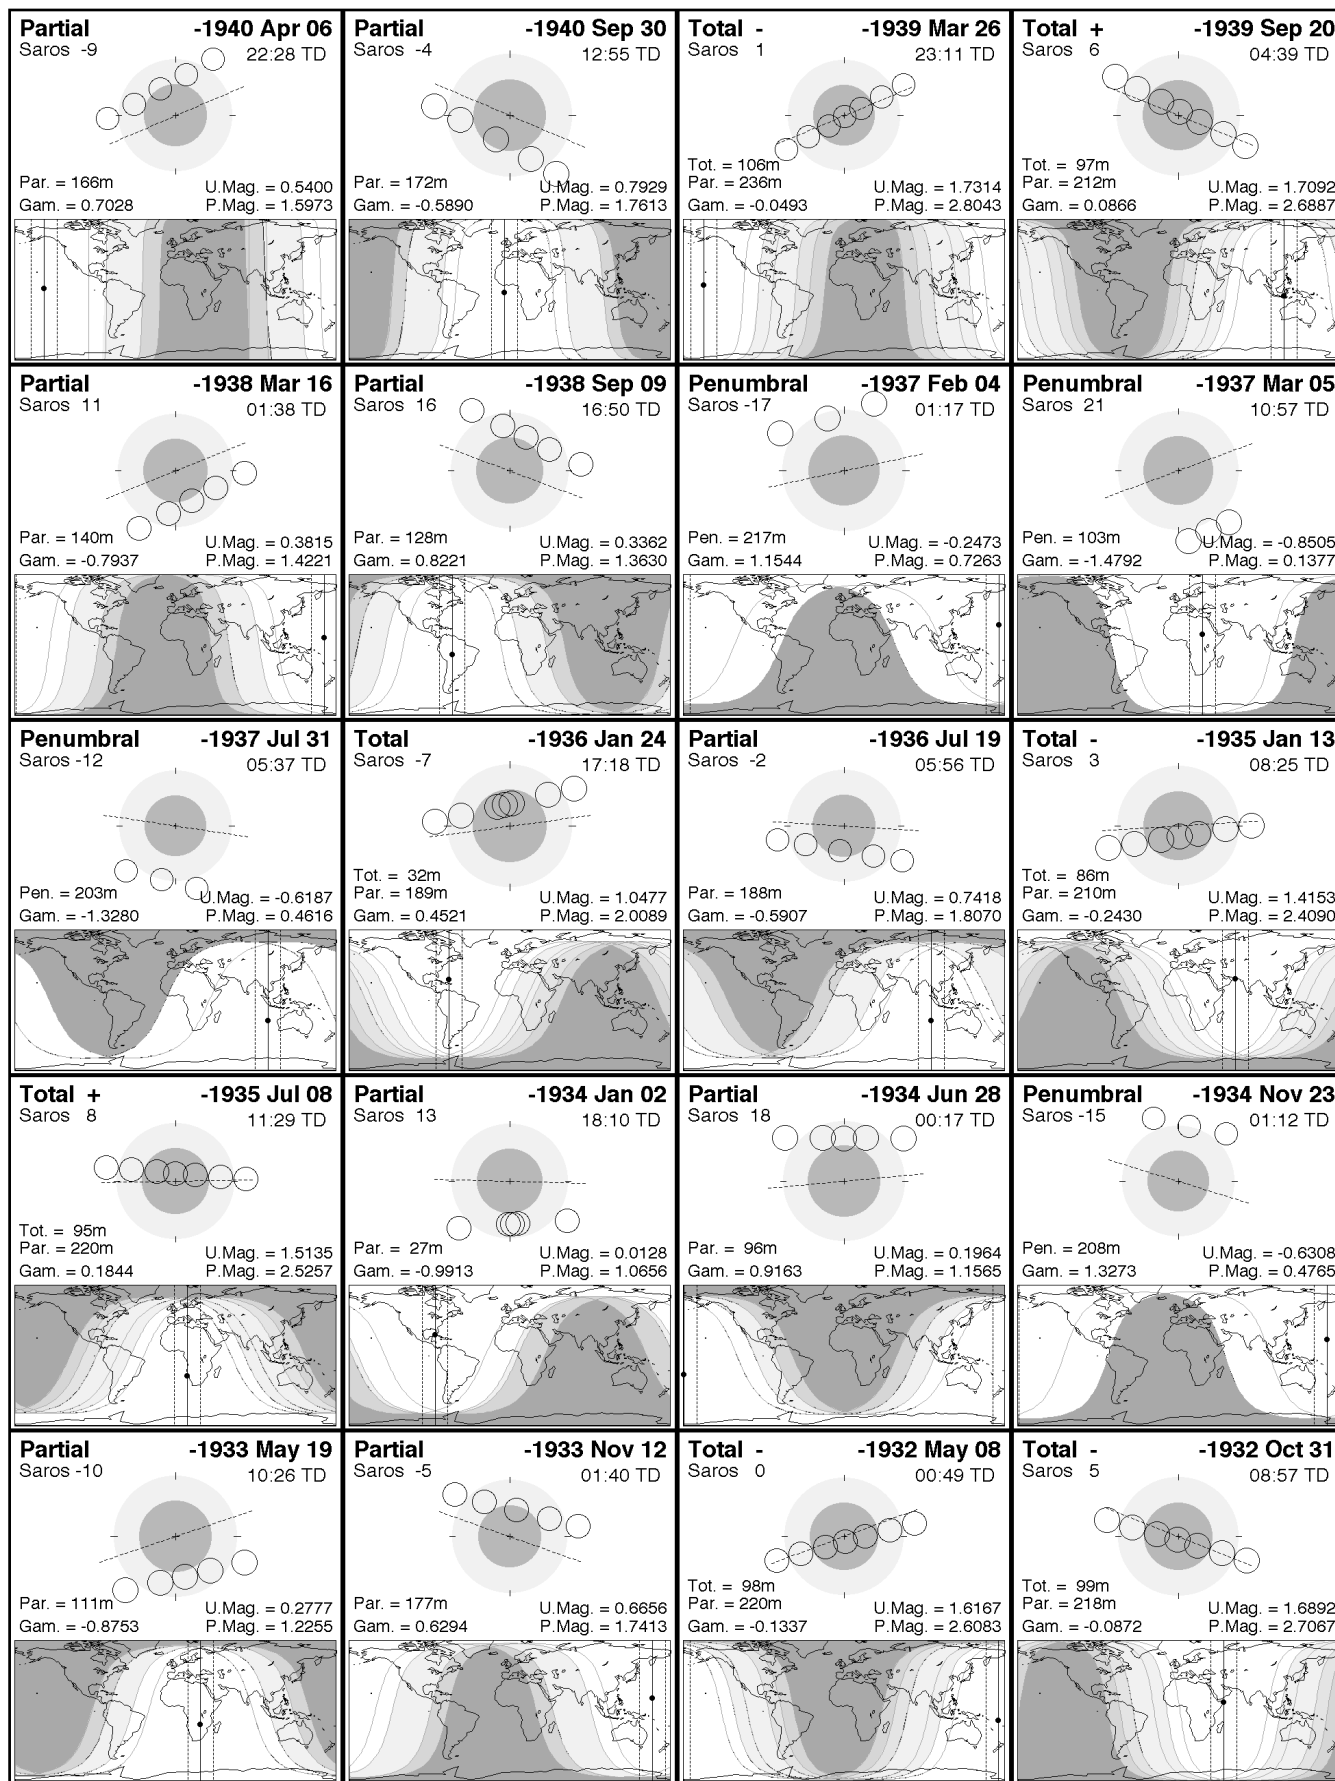 Partial -1940 Apr 06
Saros -9 22:28 TD
Par. = 166m U.Mag. = 0.5400
Gam. = 0.7028 P.Mag. = 1.5973
Partial -1940 Sep 30
Saros -4 12:55 TD
Par. = 172m U.Mag. = 0.7929
Gam. = -0.5890 P.Mag. = 1.7613
Total - -1939 Mar 26
Saros 1 23:11 TD
Tot. = 106m
Par. = 236m U.Mag. = 1.7314
Gam. = -0.0493 P.Mag. = 2.8043
Total + -1939 Sep 20
Saros 6 04:39 TD
Tot. = 97m
Par. = 212m U.Mag. = 1.7092
Gam. = 0.0866 P.Mag. = 2.6887
Partial -1938 Mar 16
Saros 11 01:38 TD
Par. = 140m U.Mag. = 0.3815
Gam. = -0.7937 P.Mag. = 1.4221
Partial -1938 Sep 09
Saros 16 16:50 TD
Par. = 128m U.Mag. = 0.3362
Gam. = 0.8221 P.Mag. = 1.3630
Penumbral -1937 Feb 04
Saros -17 01:17 TD
Pen. = 217m U.Mag. = -0.2473
Gam. = 1.1544 P.Mag. = 0.7263
Penumbral -1937 Mar 05
Saros 21 10:57 TD
Pen. = 103m U.Mag. = -0.8505
Gam. = -1.4792 P.Mag. = 0.1377
Penumbral -1937 Jul 31
Saros -12 05:37 TD
Pen. = 203m U.Mag. = -0.6187
Gam. = -1.3280 P.Mag. = 0.4616
Total -1936 Jan 24
Saros -7 17:18 TD
Tot. = 32m
Par. = 189m U.Mag. = 1.0477
Gam. = 0.4521 P.Mag. = 2.0089
Partial -1936 Jul 19
Saros -2 05:56 TD
Par. = 188m U.Mag. = 0.7418
Gam. = -0.5907 P.Mag. = 1.8070
Total - -1935 Jan 13
Saros 3 08:25 TD
Tot. = 86m
Par. = 210m U.Mag. = 1.4153
Gam. = -0.2430 P.Mag. = 2.4090
Total + -1935 Jul 08
Saros 8 11:29 TD
Tot. = 95m
Par. = 220m U.Mag. = 1.5135
Gam. = 0.1844 P.Mag. = 2.5257
Partial -1934 Jan 02
Saros 13 18:10 TD
Par. = 27m U.Mag. = 0.0128
Gam. = -0.9913 P.Mag. = 1.0656
Partial -1934 Jun 28
Saros 18 00:17 TD
Par. = 96m U.Mag. = 0.1964
Gam. = 0.9163 P.Mag. = 1.1565
Penumbral -1934 Nov 23
Saros -15 01:12 TD
Pen. = 208m U.Mag. = -0.6308
Gam. = 1.3273 P.Mag. = 0.4765
Partial -1933 May 19
Saros -10 10:26 TD
Par. = 111m U.Mag. = 0.2777
Gam. = -0.8753 P.Mag. = 1.2255
Partial -1933 Nov 12
Saros -5 01:40 TD
Par. = 177m U.Mag. = 0.6656
Gam. = 0.6294 P.Mag. = 1.7413
Total - -1932 May 08
Saros 0 00:49 TD
Tot. = 98m
Par. = 220m U.Mag. = 1.6167
Gam. = -0.1337 P.Mag. = 2.6083
Total - -1932 Oct 31
Saros 5 08:57 TD
Tot. = 99m
Par. = 218m U.Mag. = 1.6892
Gam. = -0.0872 P.Mag. = 2.7067